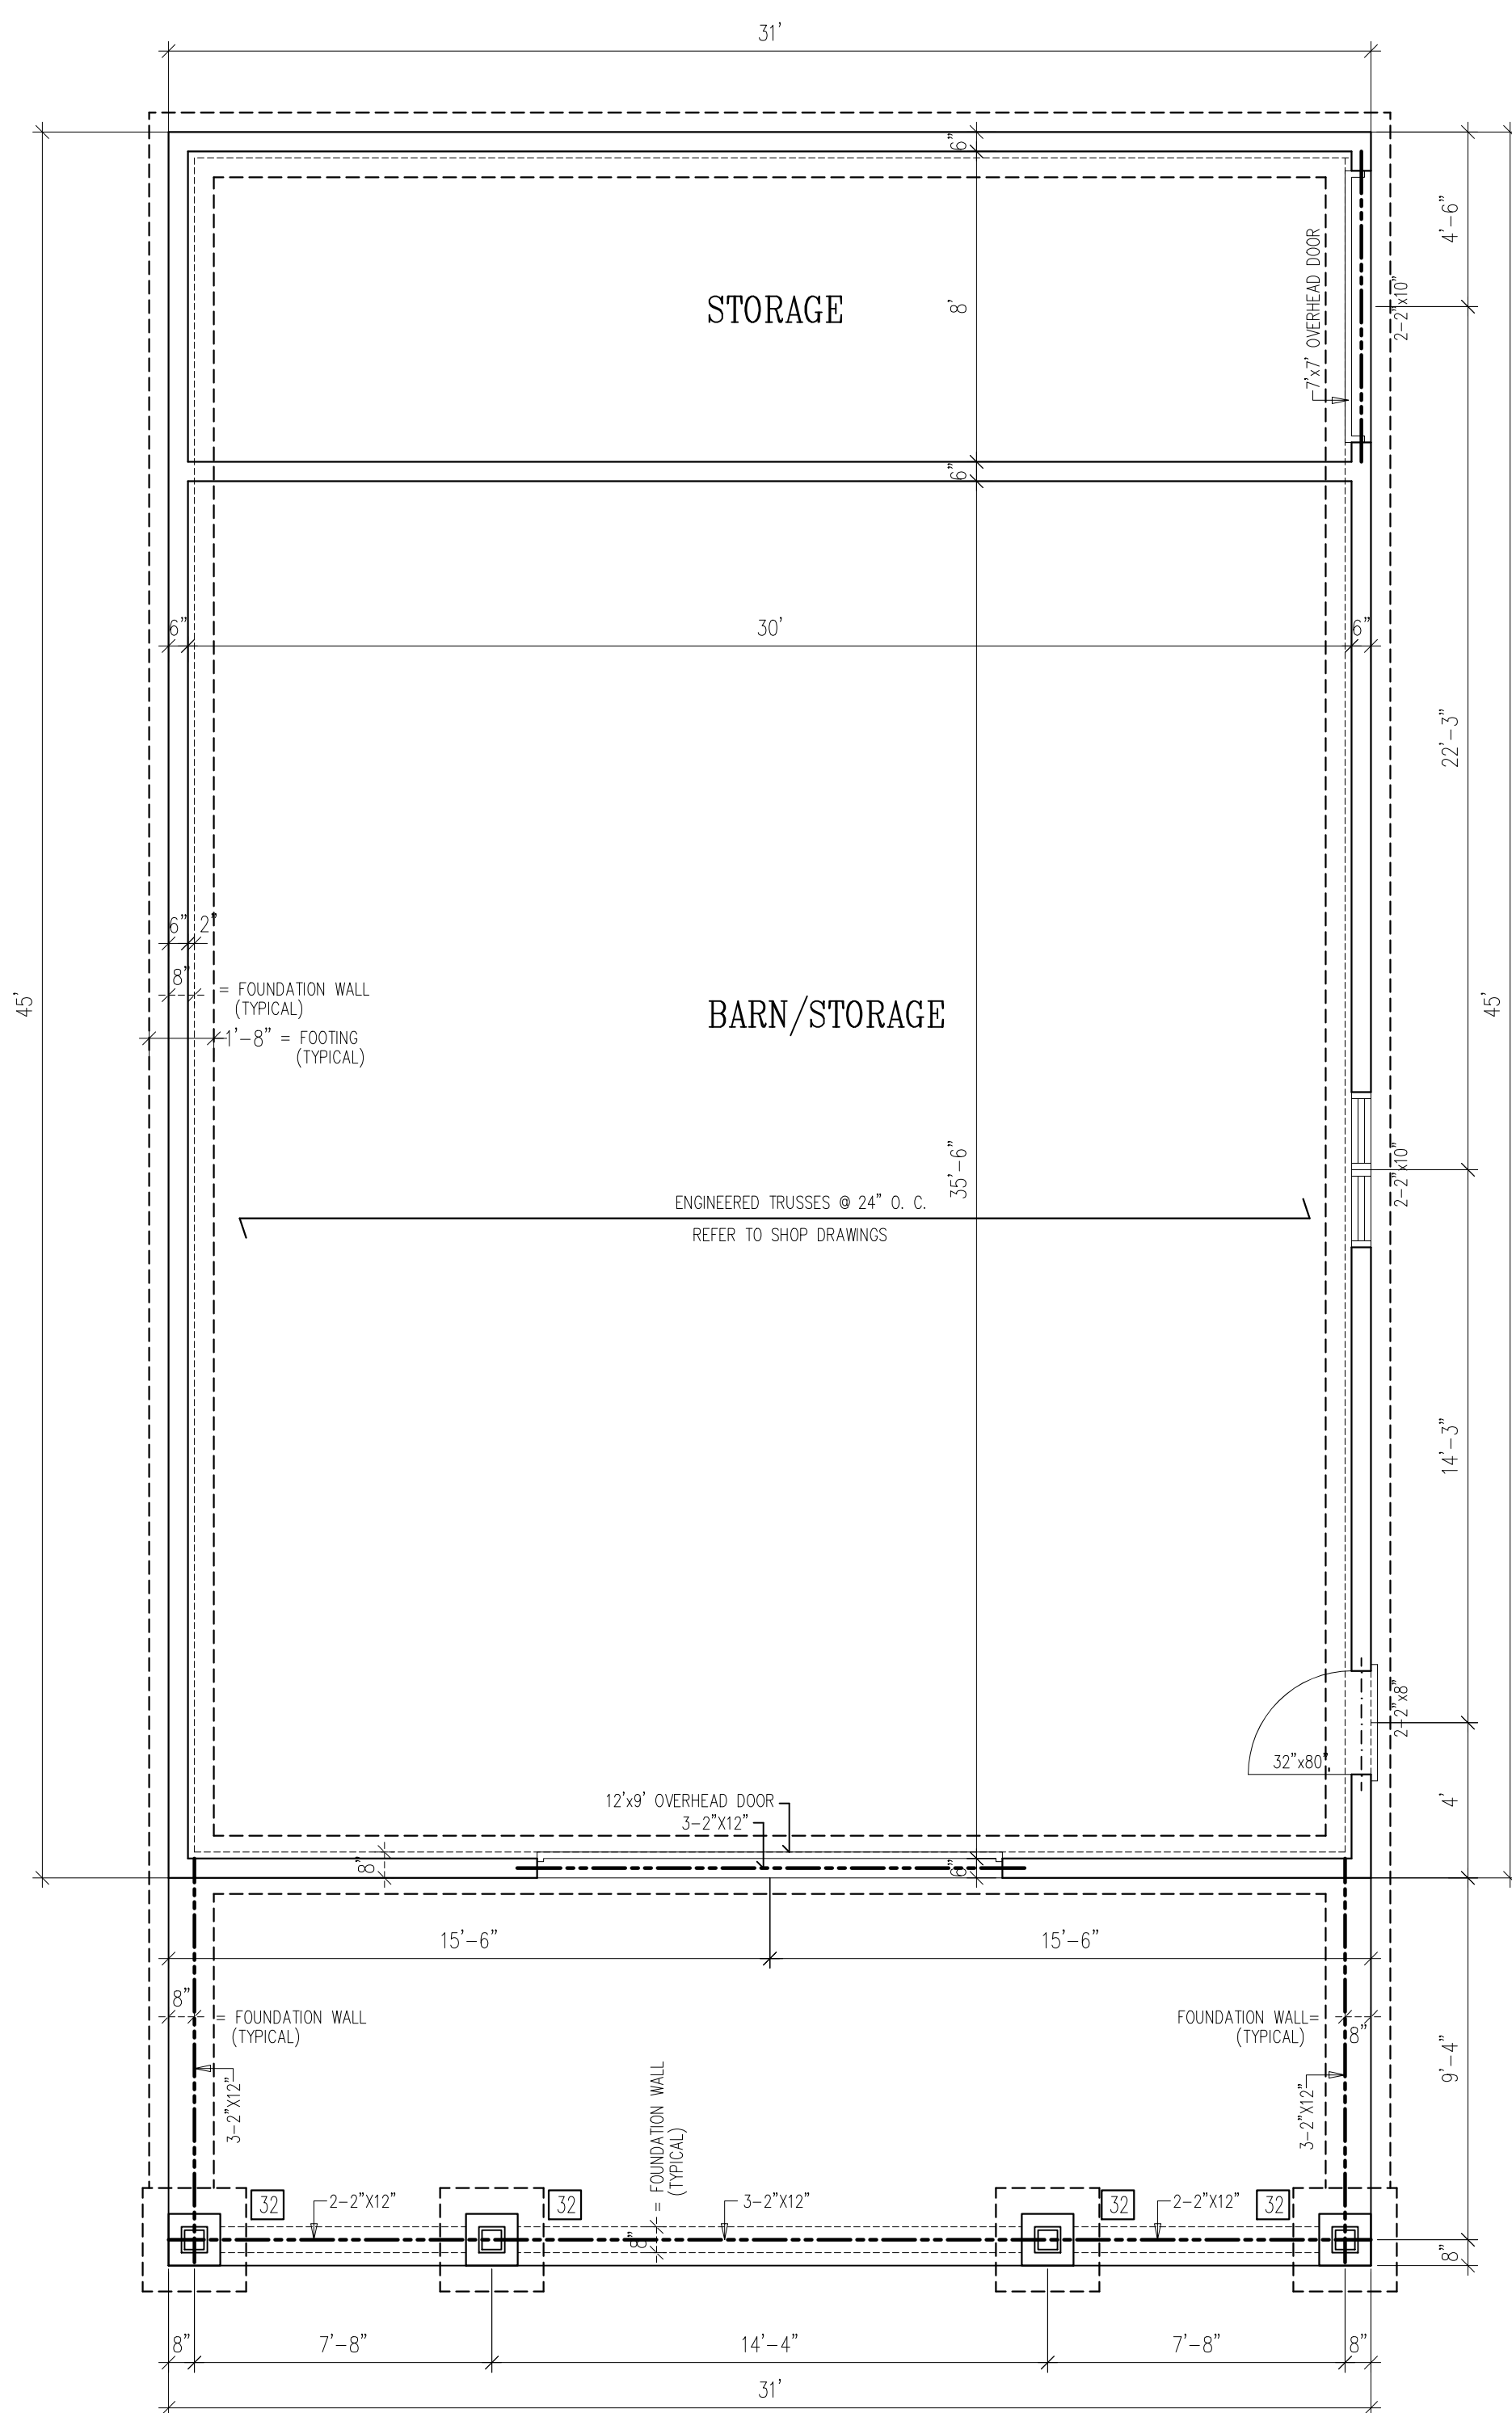 31'
6"
4'-6"
7'x7' OVERHEAD DOOR
2-2"x10"
STORAGE
8'
6"
6"
30'
6"
22'-3"
6"
2"
8"
= FOUNDATION WALL
(TYPICAL)
1'-8" = FOOTING
(TYPICAL)
45'
BARN/STORAGE
45'
35'-6"
2-2"x10"
ENGINEERED TRUSSES @ 24" O. C.
REFER TO SHOP DRAWINGS
14'-3"
2-2"x8"
32"x80"
12'x9' OVERHEAD DOOR
3-2"X12"
4'
8"
6"
15'-6"
15'-6"
8"
= FOUNDATION WALL
(TYPICAL)
FOUNDATION WALL=
(TYPICAL)
8"
9'-4"
3-2"X12"
8" = FOUNDATION WALL
(TYPICAL)
3-2"X12"
32
2-2"X12"
32
3-2"X12"
32
2-2"X12"
32
8"
8"
7'-8"
14'-4"
7'-8"
8"
31'